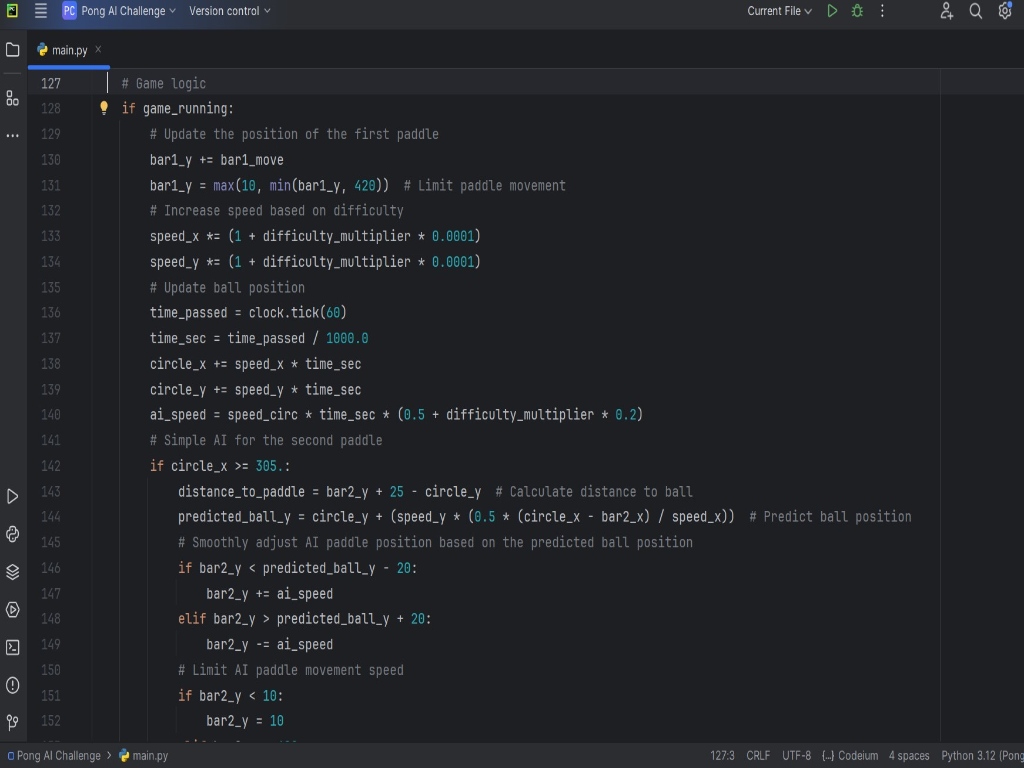 PC Pong AI Challenge Version control Current File
main.py
127 # Game logic
128 if game_running:
129 # Update the position of the first paddle
130 bar1_y += bar1_move
131 bar1_y = max(10, min(bar1_y, 420)) # Limit paddle movement
132 # Increase speed based on difficulty
133 speed_x *= (1 + difficulty_multiplier * 0.0001)
134 speed_y *= (1 + difficulty_multiplier * 0.0001)
135 # Update ball position
136 time_passed = clock.tick(60)
137 time_sec = time_passed / 1000.0
138 circle_x += speed_x * time_sec
139 circle_y += speed_y * time_sec
140 ai_speed = speed_circ * time_sec * (0.5 + difficulty_multiplier * 0.2)
141 # Simple AI for the second paddle
142 if circle_x >= 305.:
143 distance_to_paddle = bar2_y + 25 - circle_y # Calculate distance to ball
144 predicted_ball_y = circle_y + (speed_y * (0.5 * (circle_x - bar2_x) / speed_x)) # Predict ball position
145 # Smoothly adjust AI paddle position based on the predicted ball position
146 if bar2_y < predicted_ball_y - 20:
147 bar2_y += ai_speed
148 elif bar2_y > predicted_ball_y + 20:
149 bar2_y -= ai_speed
150 # Limit AI paddle movement speed
151 if bar2_y < 10:
152 bar2_y = 10
Pong AI Challenge > main.py 127:3 CRLF UTF-8 {..} Codeium 4 spaces Python 3.12 (Pong